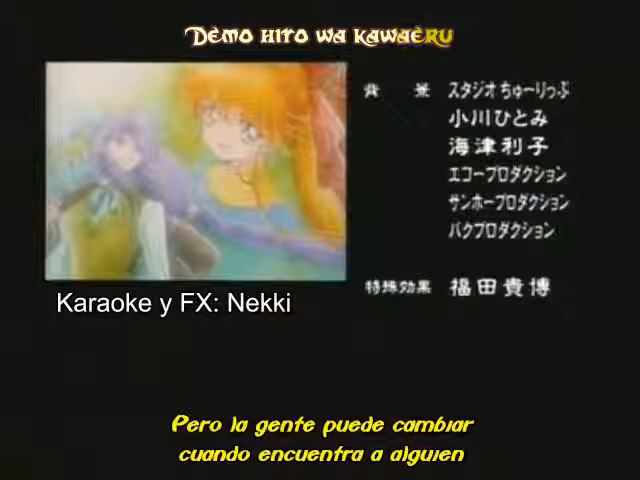 Demo hito wa kawaeru
背 景 スタジオちゅーりっぷ
小川ひとみ
海津利子
エコープロダクション
サンホープロダクション
バクプロダクション
特殊効果 福田貴博
Karaoke y FX: Nekki
Pero la gente puede cambiar
cuando encuentra a alguien